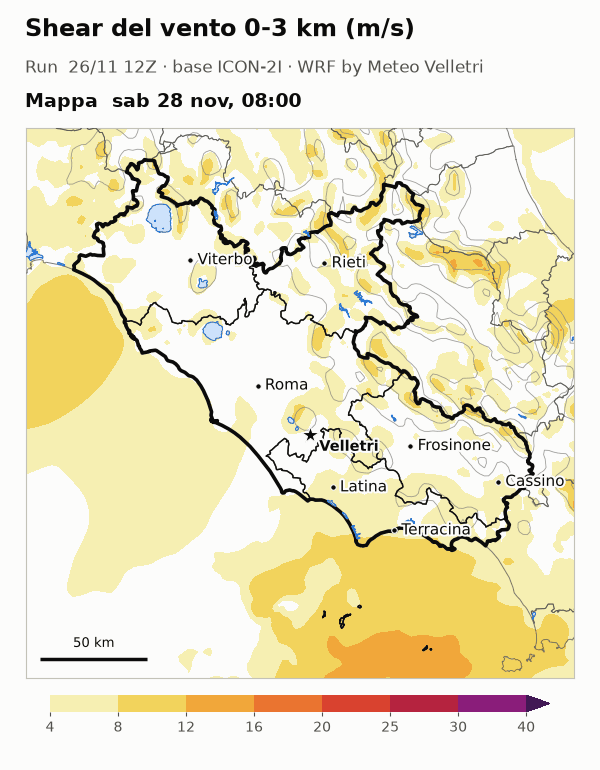 Shear del vento 0-3 km (m/s)
Run  26/11 12Z · base ICON-2I · WRF by Meteo Velletri
Mappa  sab 28 nov, 08:00
Viterbo
Rieti
Roma
Velletri
Frosinone
Latina
Cassino
Terracina
50 km
4 8 12 16 20 25 30 40